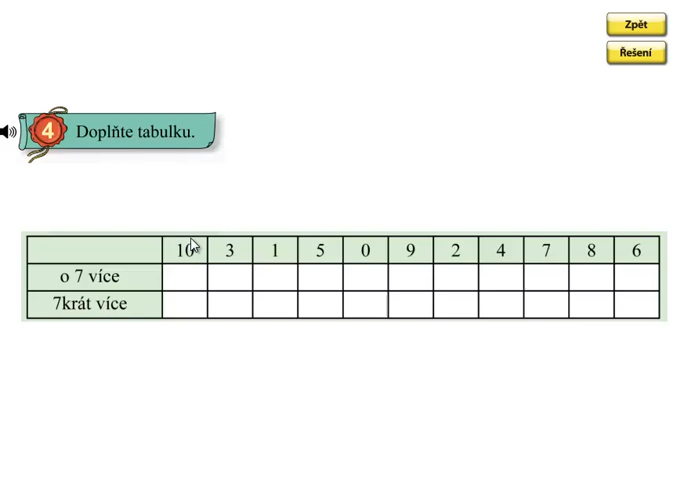 Zpět
Řešení
4 Doplňte tabulku.
10 3 1 5 0 9 2 4 7 8 6
o 7 více
7krát více